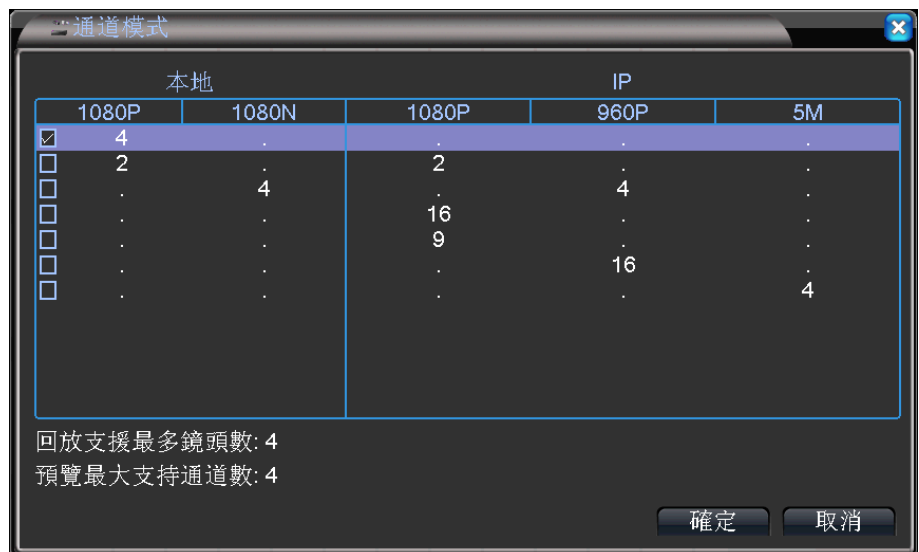 通道模式
本地 IP
1080P 1080N 1080P 960P 5M
4 . . . .
2 . 2 . .
. 4 . 4 .
. . 16 . .
. . 9 . .
. . . 16 .
. . . . 4
回放支援最多鏡頭數: 4
預覽最大支持通道數: 4
確定 取消